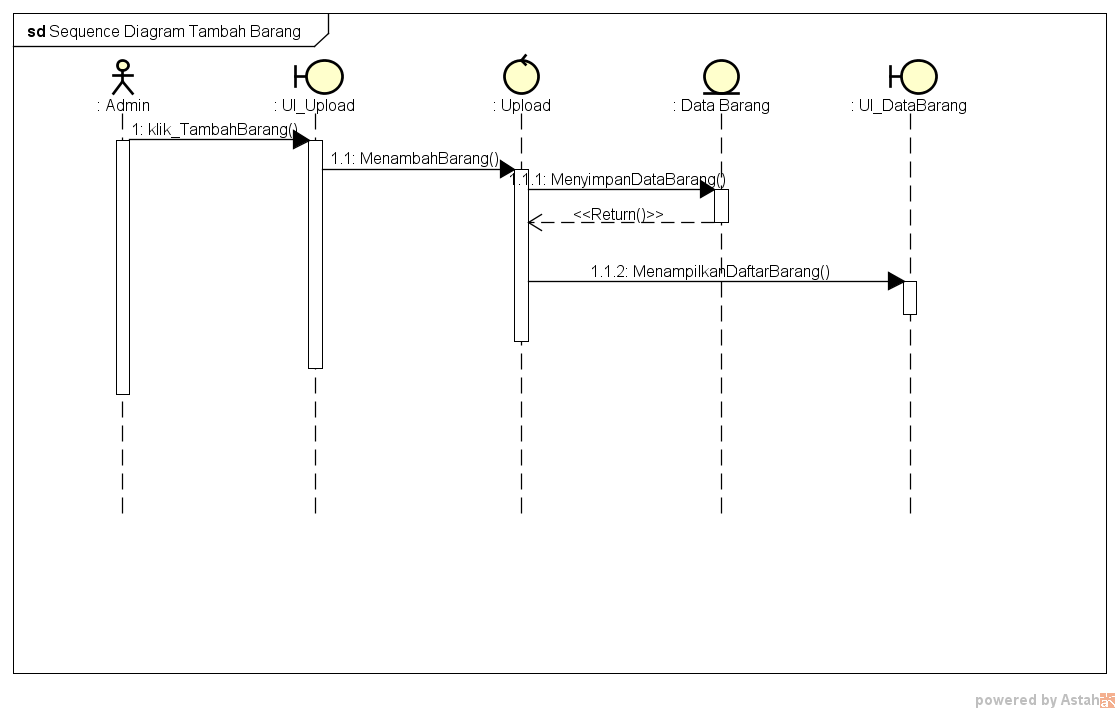 sd Sequence Diagram Tambah Barang
: Admin
: UI_Upload
: Upload
: Data Barang
: UI_DataBarang
1: klik_TambahBarang()
1.1: MenambahBarang()
1.1.1: MenyimpanDataBarang()
<<Return()>>
1.1.2: MenampilkanDaftarBarang()
powered by Astah